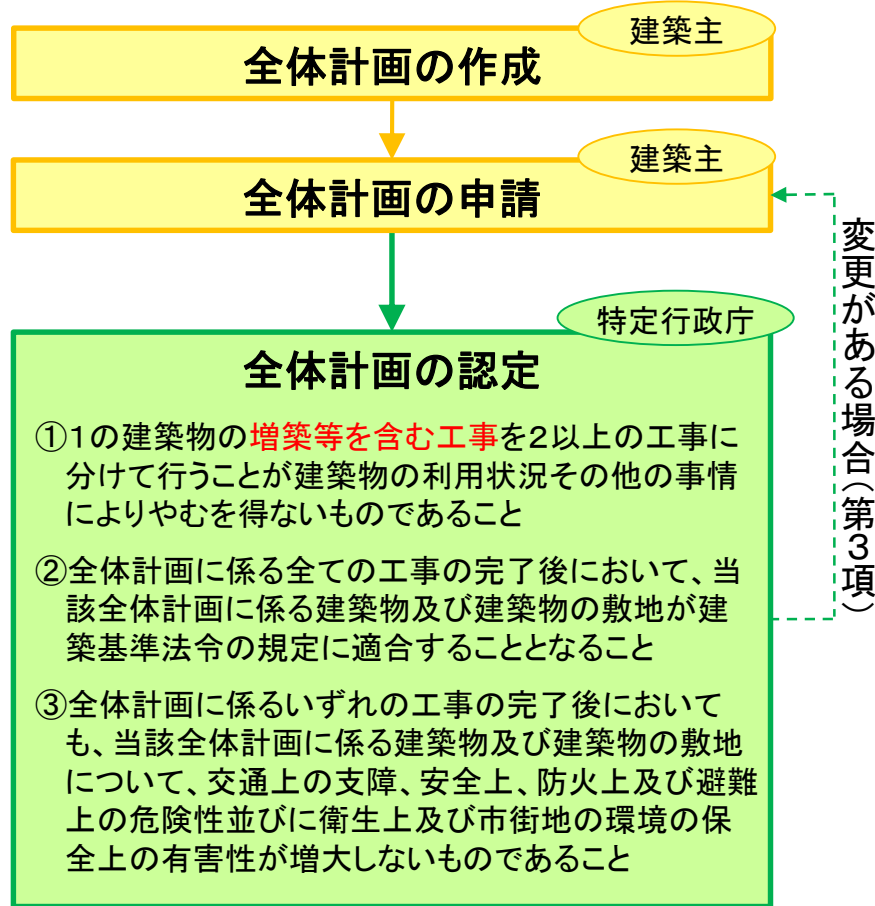 建築主
全体計画の作成
建築主
全体計画の申請
特定行政庁
全体計画の認定
①1の建築物の増築等を含む工事を2以上の工事に
分けて行うことが建築物の利用状況その他の事情
によりやむを得ないものであること
②全体計画に係る全ての工事の完了後において、当
該全体計画に係る建築物及び建築物の敷地が建
築基準法令の規定に適合することとなること
③全体計画に係るいずれの工事の完了後において
も、当該全体計画に係る建築物及び建築物の敷地
について、交通上の支障、安全上、防火上及び避難
上の危険性並びに衛生上及び市街地の環境の保
全上の有害性が増大しないものであること
変更がある場合(第3項)